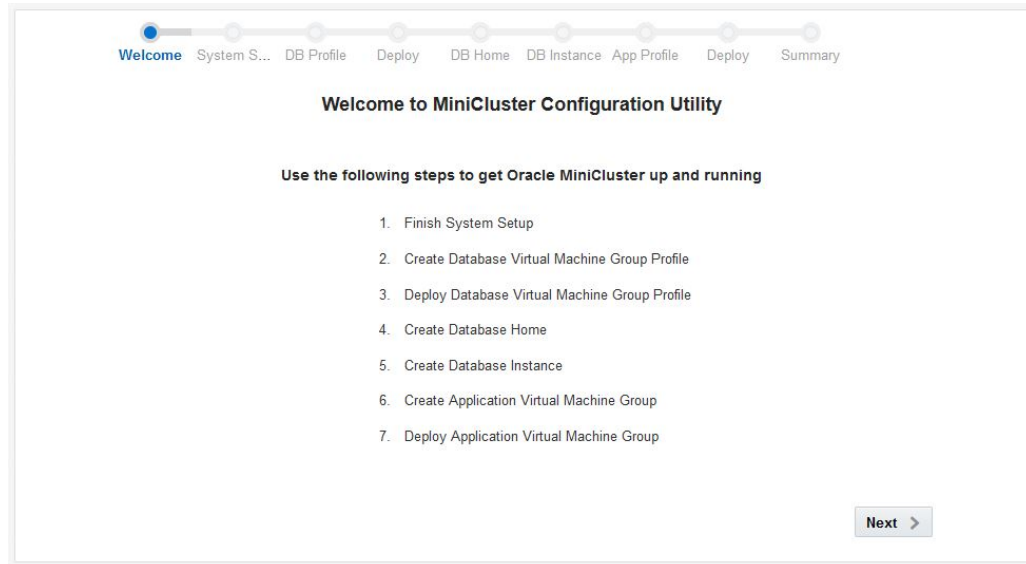 Welcome System S... DB Profile Deploy DB Home DB Instance App Profile Deploy Summary
Welcome to MiniCluster Configuration Utility
Use the following steps to get Oracle MiniCluster up and running
1. Finish System Setup
2. Create Database Virtual Machine Group Profile
3. Deploy Database Virtual Machine Group Profile
4. Create Database Home
5. Create Database Instance
6. Create Application Virtual Machine Group
7. Deploy Application Virtual Machine Group
Next >